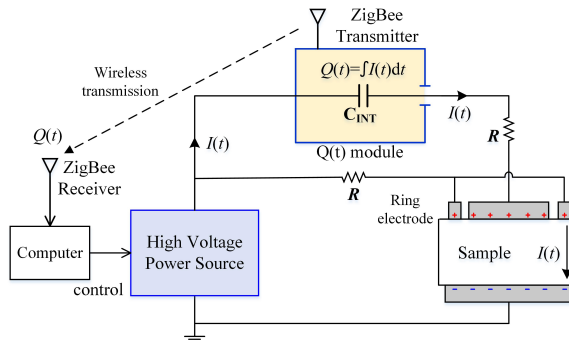 ZigBee
Transmitter
Wireless
transmission
Q(t)=∫I(t)dt
C_INT
Q(t)
I(t)
I(t)
R
ZigBee
Receiver
Q(t) module
R
Ring
electrode
+ + + + + + + + + +
Computer
High Voltage
Power Source
Sample
I(t)
control
- - - - - - - -